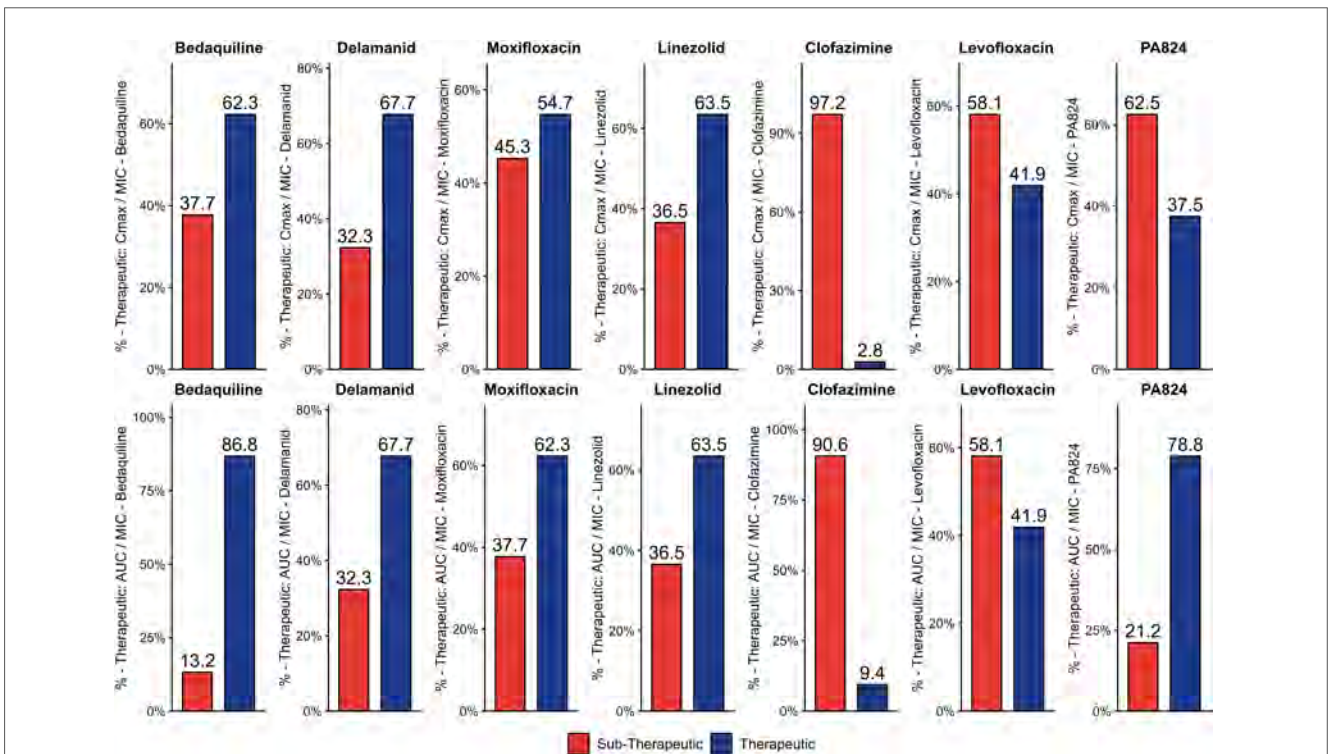 Bedaquiline
Delamanid
Moxifloxacin
Linezolid
Clofazimine
Levofloxacin
PA824
% - Therapeutic: Cmax / MIC - Bedaquiline
60%
40%
20%
0%
37.7
62.3
% - Therapeutic: Cmax / MIC - Delamanid
80%
60%
40%
20%
0%
32.3
67.7
% - Therapeutic: Cmax / MIC - Moxifloxacin
60%
40%
20%
0%
45.3
54.7
% - Therapeutic: Cmax / MIC - Linezolid
60%
40%
20%
0%
36.5
63.5
% - Therapeutic: Cmax / MIC - Clofazimine
90%
60%
30%
0%
97.2
2.8
% - Therapeutic: Cmax / MIC - Levofloxacin
60%
40%
20%
0%
58.1
41.9
% - Therapeutic: Cmax / MIC - PA824
60%
40%
20%
0%
62.5
37.5
Bedaquiline
Delamanid
Moxifloxacin
Linezolid
Clofazimine
Levofloxacin
PA824
% - Therapeutic: AUC / MIC - Bedaquiline
100%
75%
50%
25%
0%
13.2
86.8
% - Therapeutic: AUC / MIC - Delamanid
80%
60%
40%
20%
0%
32.3
67.7
% - Therapeutic: AUC / MIC - Moxifloxacin
60%
40%
20%
0%
37.7
62.3
% - Therapeutic: AUC / MIC - Linezolid
60%
40%
20%
0%
36.5
63.5
% - Therapeutic: AUC / MIC - Clofazimine
100%
75%
50%
25%
0%
90.6
9.4
% - Therapeutic: AUC / MIC - Levofloxacin
60%
40%
20%
0%
58.1
41.9
% - Therapeutic: AUC / MIC - PA824
75%
50%
25%
0%
21.2
78.8
Sub-Therapeutic
Therapeutic